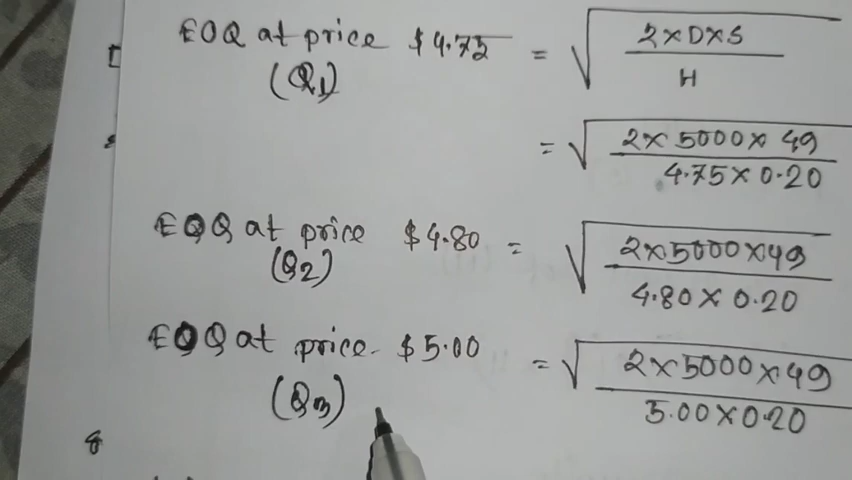 EOQ at price $4.75 = √ 2×D×S / H
(Q1)
= √ 2×5000×49 / 4.75×0.20
EOQ at price $4.80 = √ 2×5000×49 / 4.80×0.20
(Q2)
EOQ at price $5.00 = √ 2×5000×49 / 5.00×0.20
(Q3)